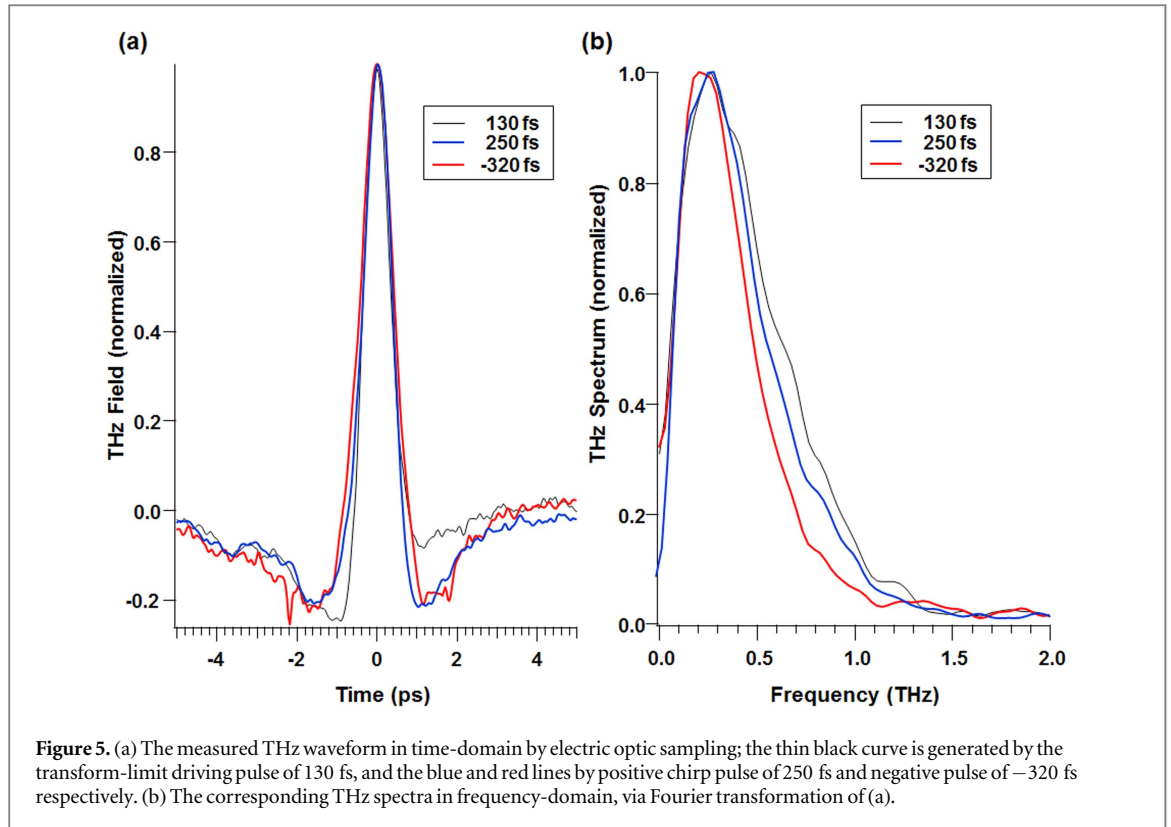 (a)
THz Field (normalized)
0.8
0.6
0.4
0.2
0.0
-0.2
-4 -2 0 2 4
Time (ps)
130 fs
250 fs
-320 fs
(b)
THz Spectrum (normalized)
1.0
0.8
0.6
0.4
0.2
0.0
0.0 0.5 1.0 1.5 2.0
Frequency (THz)
130 fs
250 fs
-320 fs
Figure 5. (a) The measured THz waveform in time-domain by electric optic sampling; the thin black curve is generated by the
transform-limit driving pulse of 130 fs, and the blue and red lines by positive chirp pulse of 250 fs and negative pulse of −320 fs
respectively. (b) The corresponding THz spectra in frequency-domain, via Fourier transformation of (a).